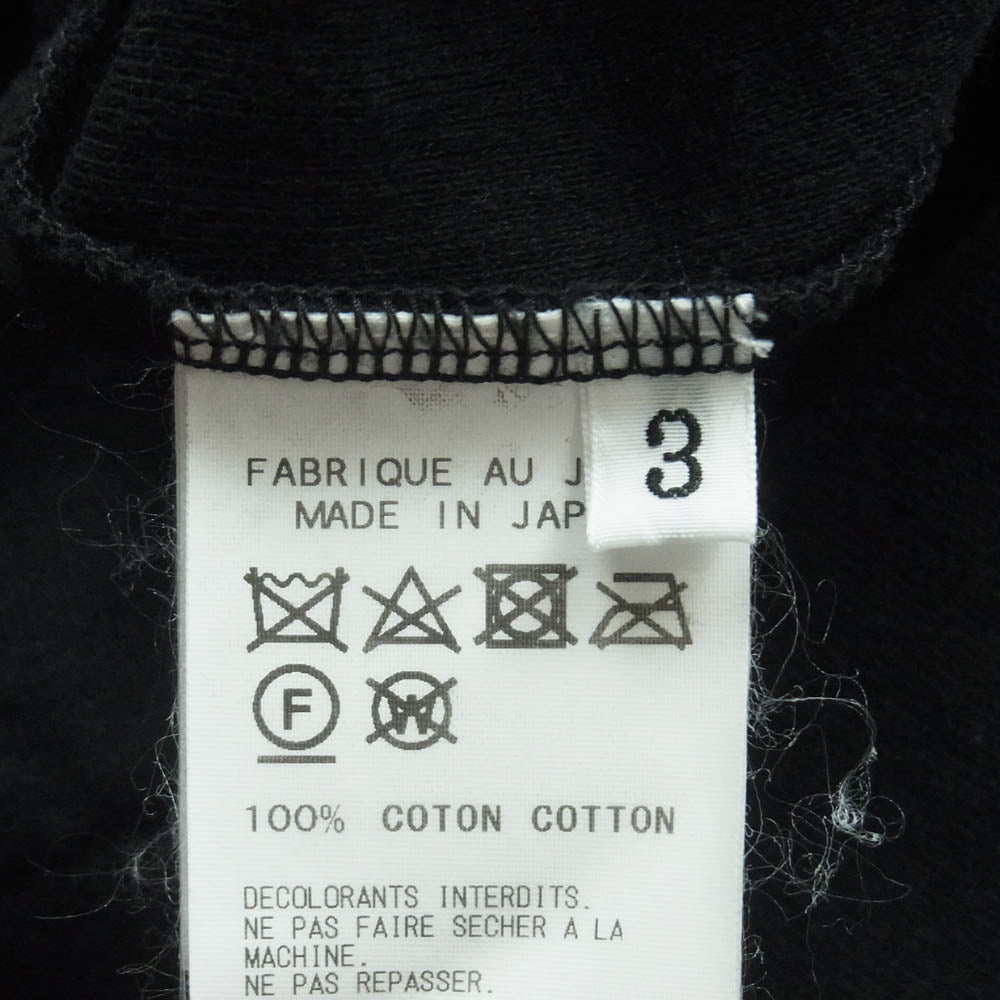 3
FABRIQUE AU J
MADE IN JAP
F
W
100% COTON COTTON
DECOLORANTS INTERDITS.
NE PAS FAIRE SECHER A LA
MACHINE.
NE PAS REPASSER.